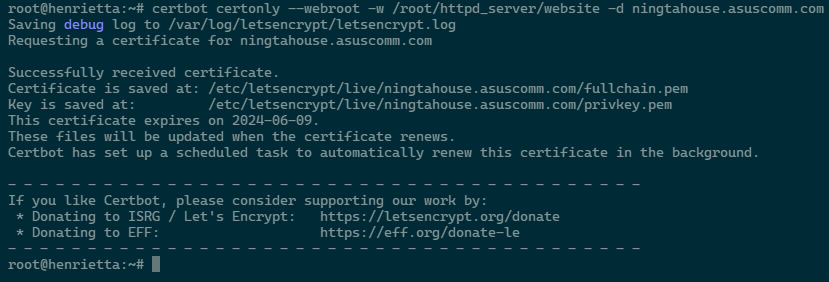 root@henrietta:~# certbot certonly --webroot -w /root/httpd_server/website -d ningtahouse.asuscomm.com
Saving debug log to /var/log/letsencrypt/letsencrypt.log
Requesting a certificate for ningtahouse.asuscomm.com

Successfully received certificate.
Certificate is saved at: /etc/letsencrypt/live/ningtahouse.asuscomm.com/fullchain.pem
Key is saved at:         /etc/letsencrypt/live/ningtahouse.asuscomm.com/privkey.pem
This certificate expires on 2024-06-09.
These files will be updated when the certificate renews.
Certbot has set up a scheduled task to automatically renew this certificate in the background.

- - - - - - - - - - - - - - - - - - - - - - - - - - - - - - - - - - - - - - - -
If you like Certbot, please consider supporting our work by:
 * Donating to ISRG / Let's Encrypt:   https://letsencrypt.org/donate
 * Donating to EFF:                    https://eff.org/donate-le
- - - - - - - - - - - - - - - - - - - - - - - - - - - - - - - - - - - - - - - -
root@henrietta:~#